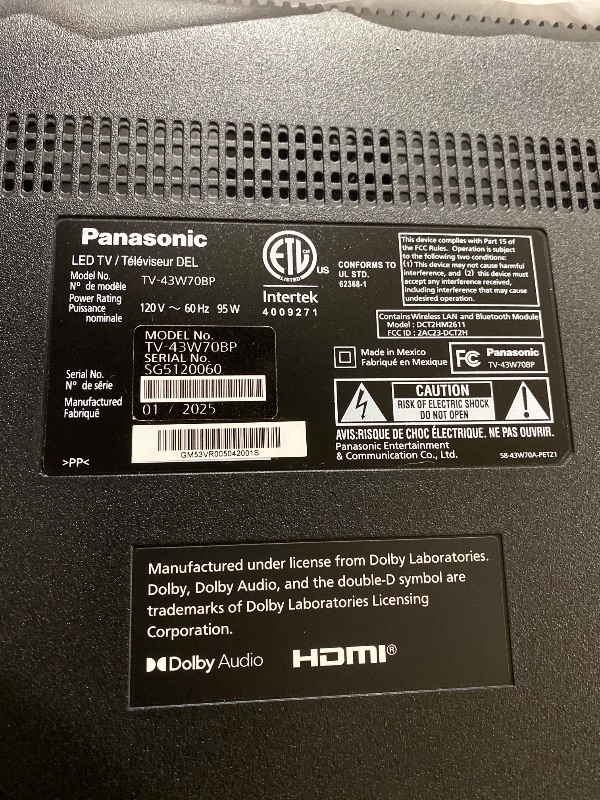 Panasonic
LED TV / Téléviseur DEL
Model No.
N° de modèle
TV-43W70BP
Power Rating
Puissance
nominale
120 V ~ 60 Hz 95 W
MODEL No.
TV-43W70BP
SERIAL No.
SG5120060
Serial No.
N° de série
Manufactured
Fabriqué
01 / 2025
GM53VR005042001S
>PP<
ETL
LISTED
US
Intertek
4009271
CONFORMS TO
UL STD.
62368-1
This device complies with Part 15 of
the FCC Rules. Operation is subject
to the following two conditions:
(1) This device may not cause harmful
interference, and (2) this device must
accept any interference received,
including interference that may cause
undesired operation.
Contains Wireless LAN and Bluetooth Module
Model : DCT2HM2611
FCC ID : 2AC23-DCT2H
Made in Mexico
Fabriqué en Mexique
FC Panasonic
TV-43W70BP
CAUTION
RISK OF ELECTRIC SHOCK
DO NOT OPEN
AVIS:RISQUE DE CHOC ÉLECTRIQUE. NE PAS OUVRIR.
Panasonic Entertainment
& Communication Co., Ltd.
58-43W70A-PETZ1
Manufactured under license from Dolby Laboratories.
Dolby, Dolby Audio, and the double-D symbol are
trademarks of Dolby Laboratories Licensing
Corporation.
Dolby Audio
HDMI®